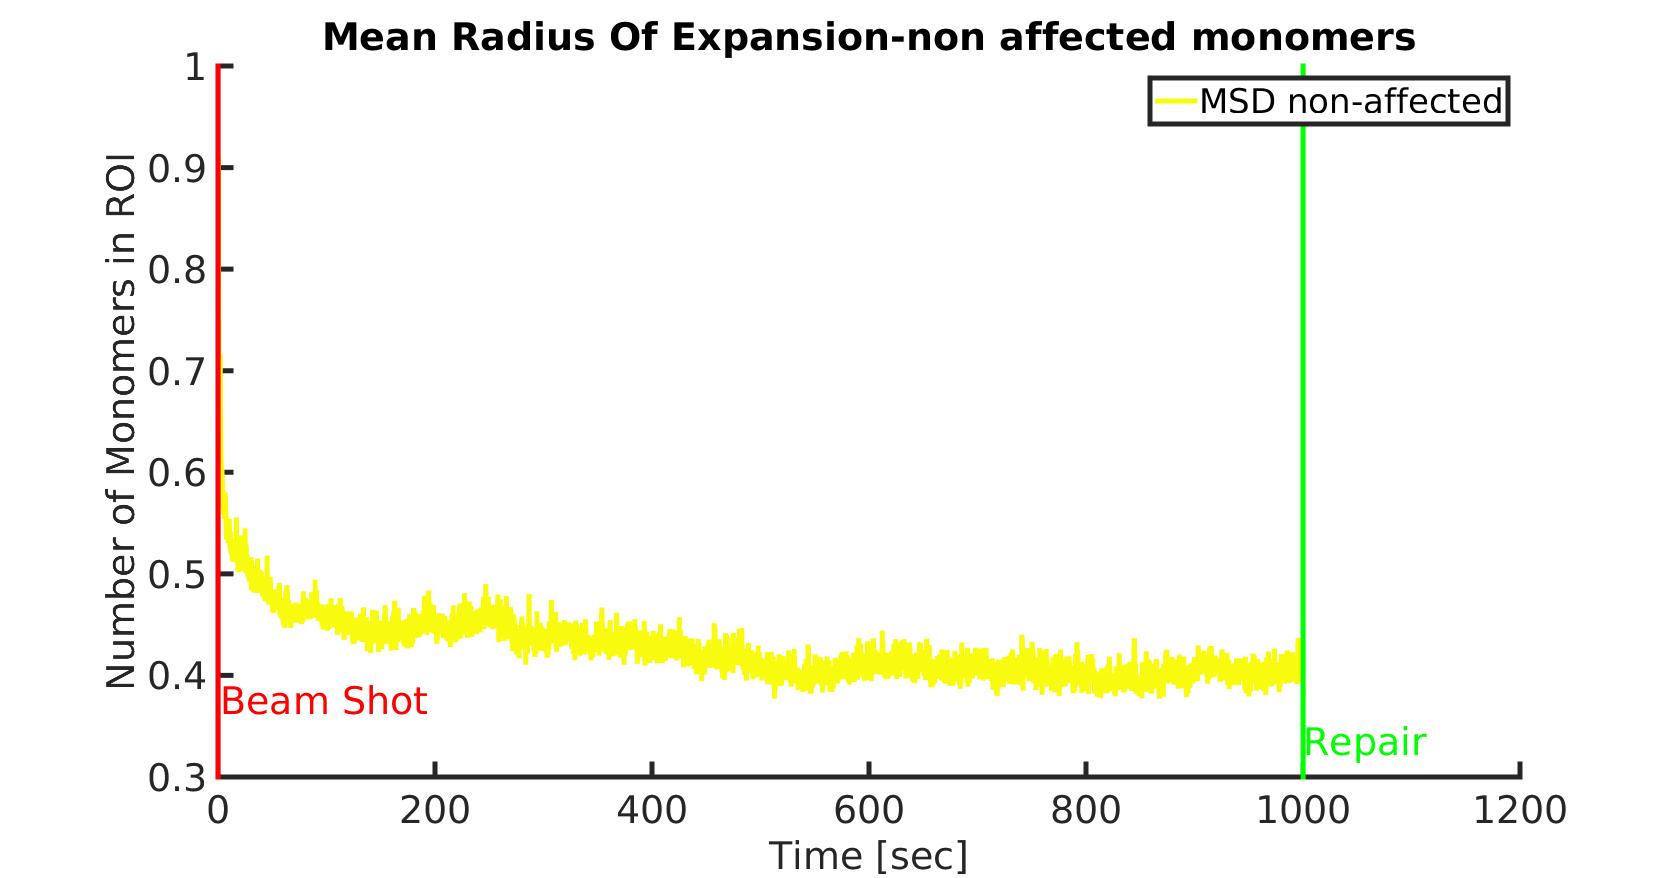 Mean Radius Of Expansion-non affected monomers
MSD non-affected
Number of Monomers in ROI
1
0.9
0.8
0.7
0.6
0.5
0.4
0.3
Beam Shot
Repair
0 200 400 600 800 1000 1200
Time [sec]